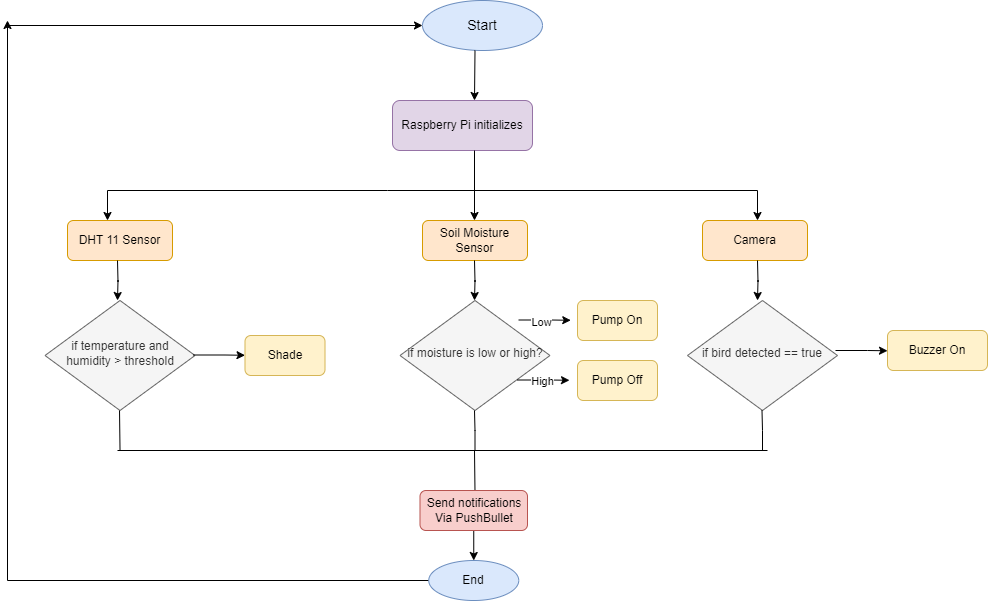 Start
Raspberry Pi initializes
DHT 11 Sensor
Soil Moisture
Sensor
Camera
if temperature and
humidity > threshold
Shade
if moisture is low or high?
Low
Pump On
High
Pump Off
if bird detected == true
Buzzer On
Send notifications
Via PushBullet
End